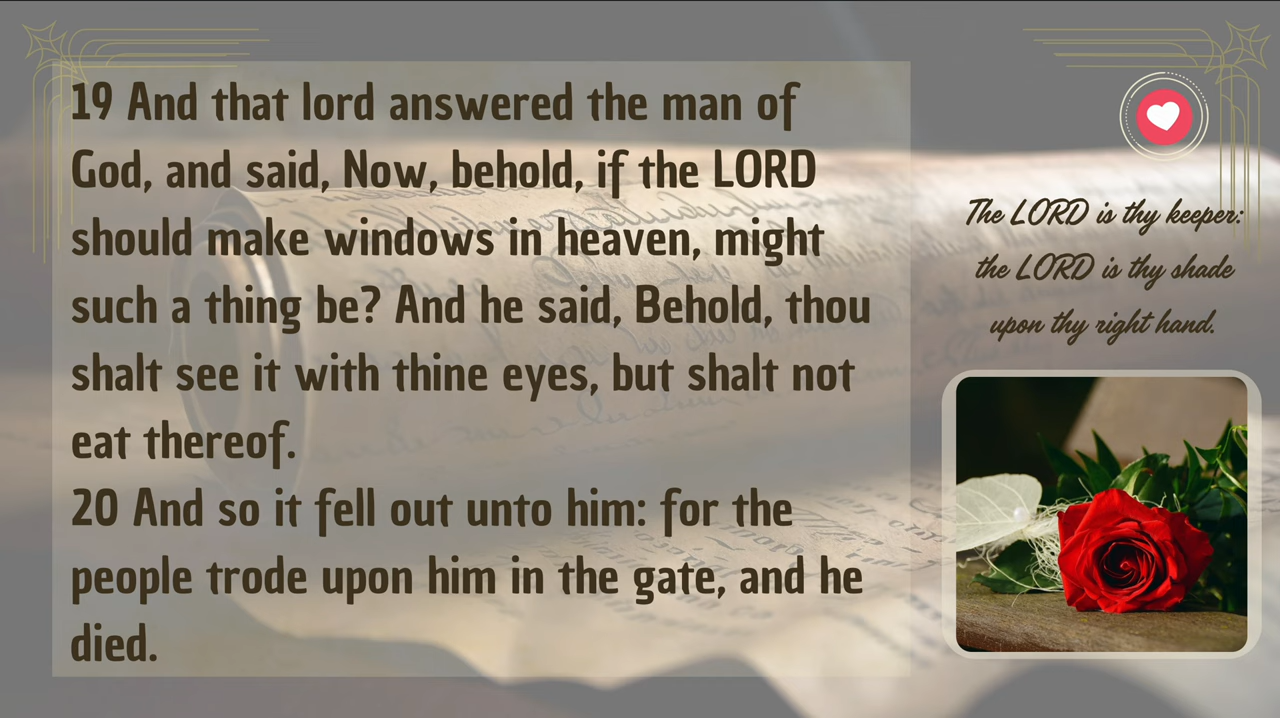 19 And that lord answered the man of
God, and said, Now, behold, if the LORD
should make windows in heaven, might
such a thing be? And he said, Behold, thou
shalt see it with thine eyes, but shalt not
eat thereof.
20 And so it fell out unto him: for the
people trode upon him in the gate, and he
died.
The LORD is thy keeper:
the LORD is thy shade
upon thy right hand.